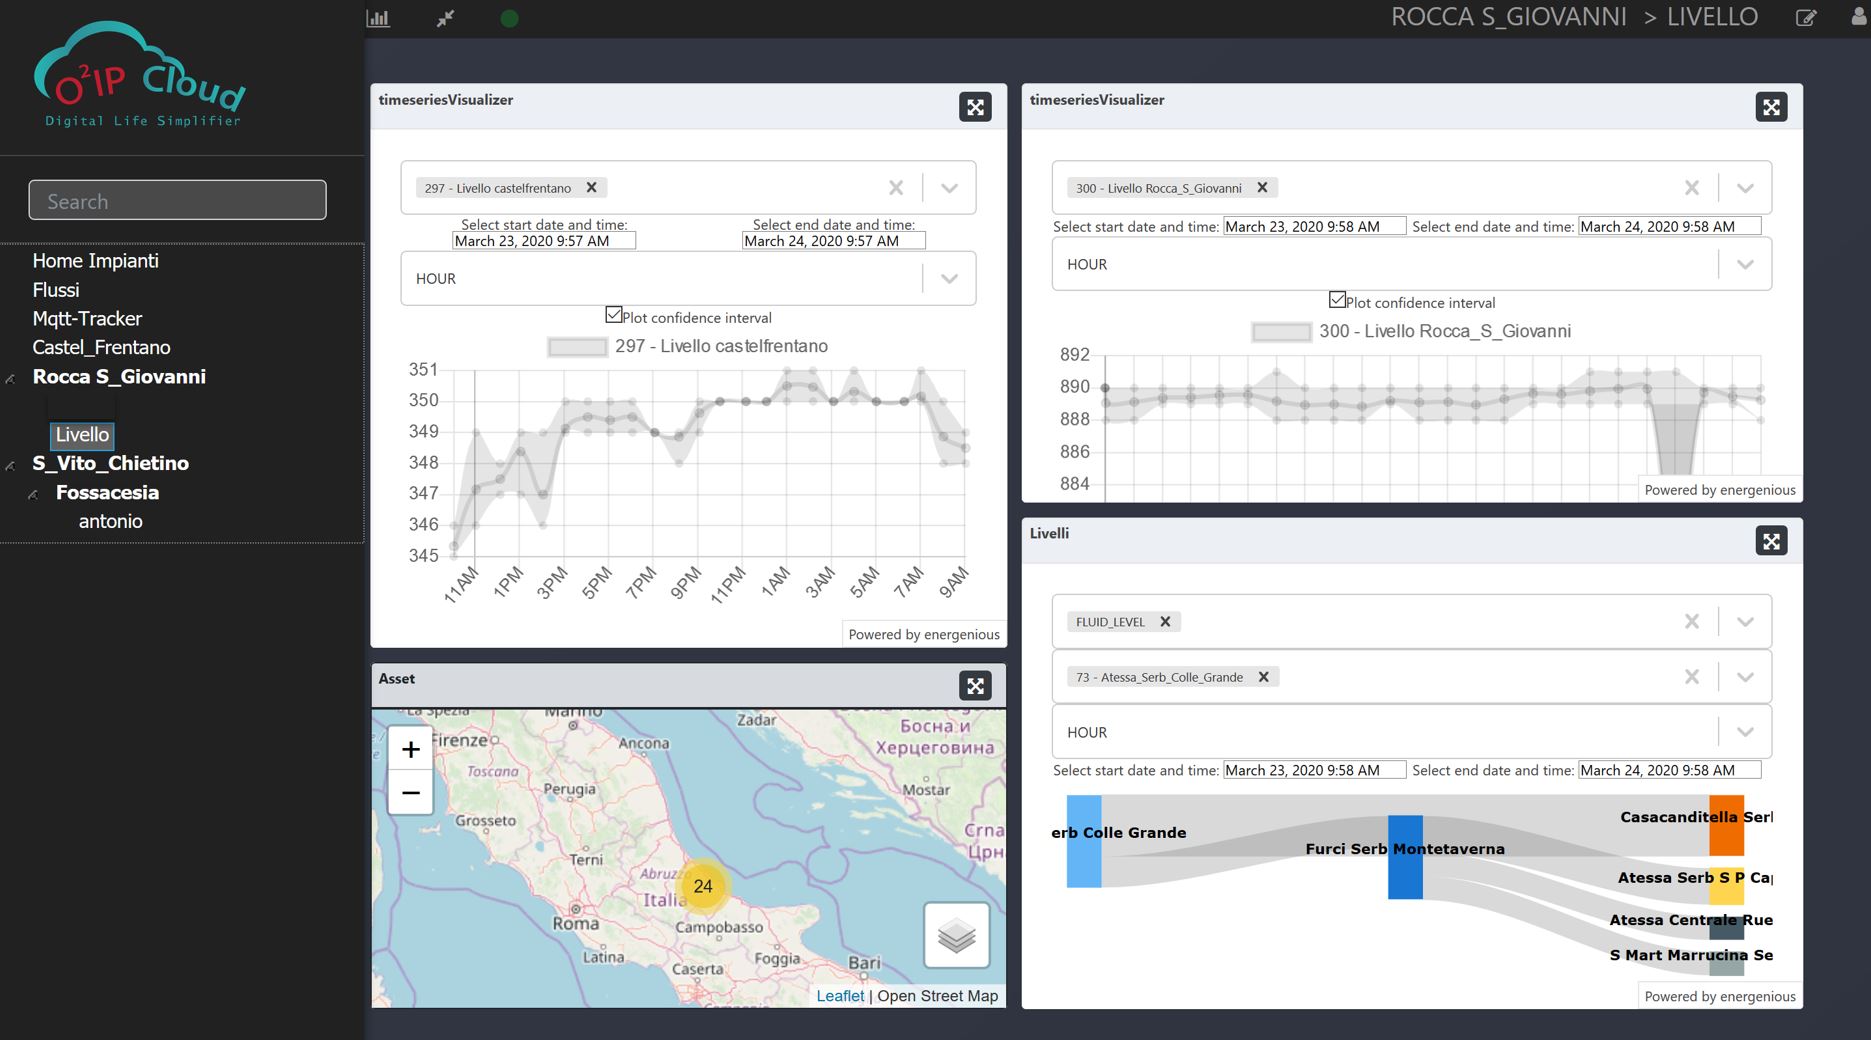 ROCCA S_GIOVANNI > LIVELLO
O²IP Cloud
Digital Life Simplifier
Search
Home Impianti
Flussi
Mqtt-Tracker
Castel_Frentano
Rocca S_Giovanni
Livello
S_Vito_Chietino
Fossacesia
antonio
timeseriesVisualizer
297 - Livello castelfrentano
Select start date and time:
March 23, 2020 9:57 AM
Select end date and time:
March 24, 2020 9:57 AM
HOUR
Plot confidence interval
297 - Livello castelfrentano
351
350
349
348
347
346
345
11AM 1PM 3PM 5PM 7PM 9PM 11PM 1AM 3AM 5AM 7AM 9AM
Powered by energenious
timeseriesVisualizer
300 - Livello Rocca_S_Giovanni
Select start date and time: March 23, 2020 9:58 AM Select end date and time: March 24, 2020 9:58 AM
HOUR
Plot confidence interval
300 - Livello Rocca_S_Giovanni
892
890
888
886
884
Powered by energenious
Asset
+
−
La Spezia
Marino
Zadar
Босна и
Херцеговина
Firenze
Ancona
Toscana
Perugia
Mostar
Grosseto
Crna
Црн
Terni
Abruzz
Italia
24
Roma
Campobasso
Latina
Foggia
Bari
Caserta
Leaflet | Open Street Map
Livelli
FLUID_LEVEL
73 - Atessa_Serb_Colle_Grande
HOUR
Select start date and time: March 23, 2020 9:58 AM Select end date and time: March 24, 2020 9:58 AM
erb Colle Grande
Furci Serb Montetaverna
Casacanditella Ser
Atessa Serb S P Ca
Atessa Centrale Rue
S Mart Marrucina Se
Powered by energenious